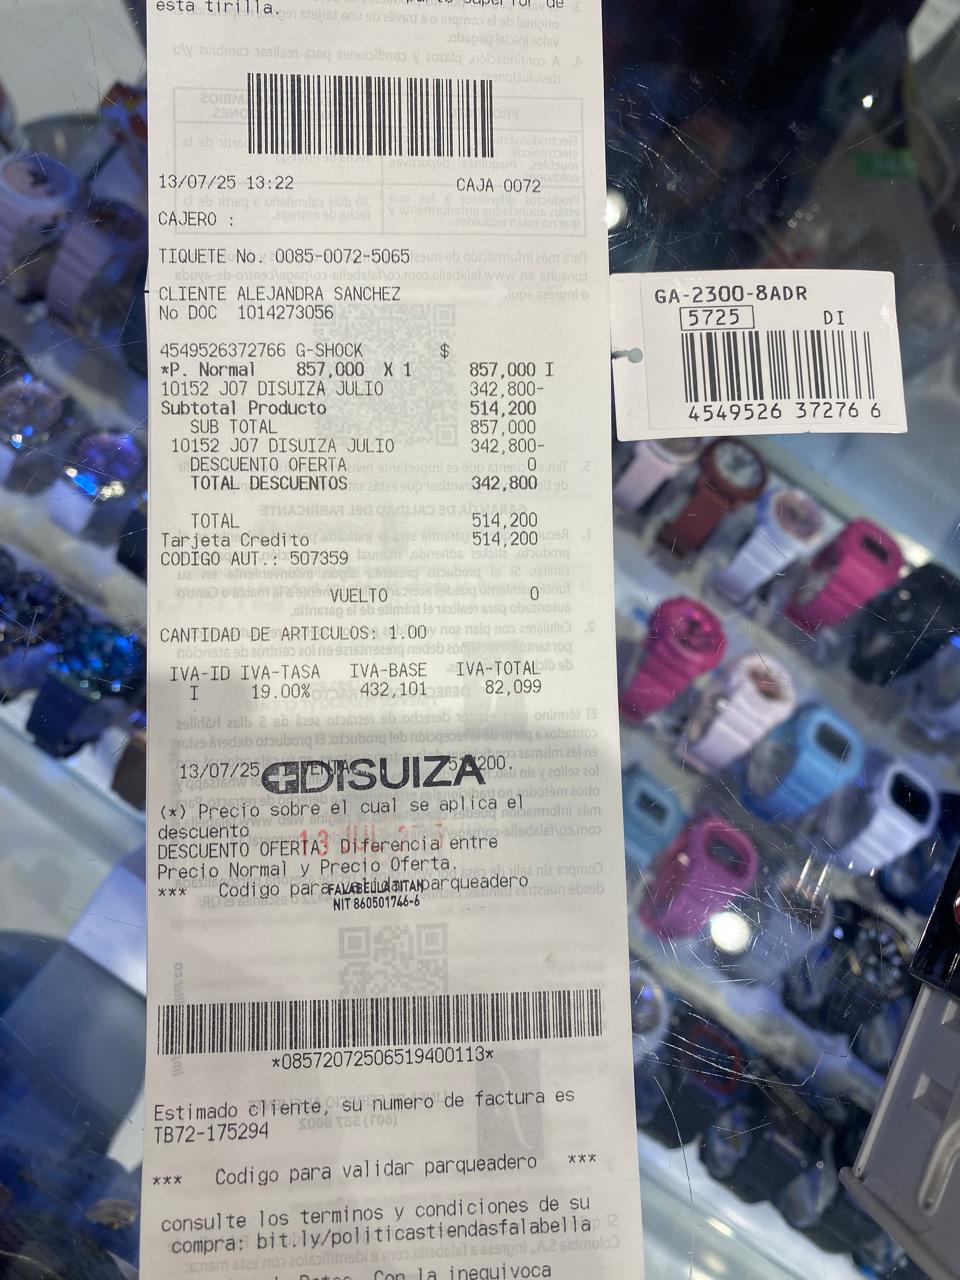 esta tirilla.
13/07/25 13:22 CAJA 0072
CAJERO :
TIQUETE No. 0085-0072-5065
CLIENTE ALEJANDRA SANCHEZ
No DOC 1014273056
4549526372766 G-SHOCK $
*P. Normal 857,000 X 1 857,000 I
10152 J07 DISUIZA JULIO 342,800-
Subtotal Producto 514,200
SUB TOTAL 857,000
10152 J07 DISUIZA JULIO 342,800-
DESCUENTO OFERTA 0
TOTAL DESCUENTOS 342,800
TOTAL 514,200
Tarjeta Credito 514,200
CODIGO AUT.: 507359
VUELTO 0
CANTIDAD DE ARTICULOS: 1.00
IVA-ID IVA-TASA IVA-BASE IVA-TOTAL
I 19.00% 432,101 82,099
13/07/25
DISUIZA
(*) Precio sobre el cual se aplica el
descuento
13 JUL
DESCUENTO OFERTA: Diferencia entre
Precio Normal y Precio Oferta.
*** Codigo para parqueadero
FALABELLA TITAN
NIT 860501746-6
*08572072506519400113*
Estimado cliente, su numero de factura es
TB72-175294
*** Codigo para validar parqueadero ***
consulte los terminos y condiciones de su
compra: bit.ly/politicastiendasfalabella
Con la inequivoca
GA-2300-8ADR
5725 DI
4549526 37276 6